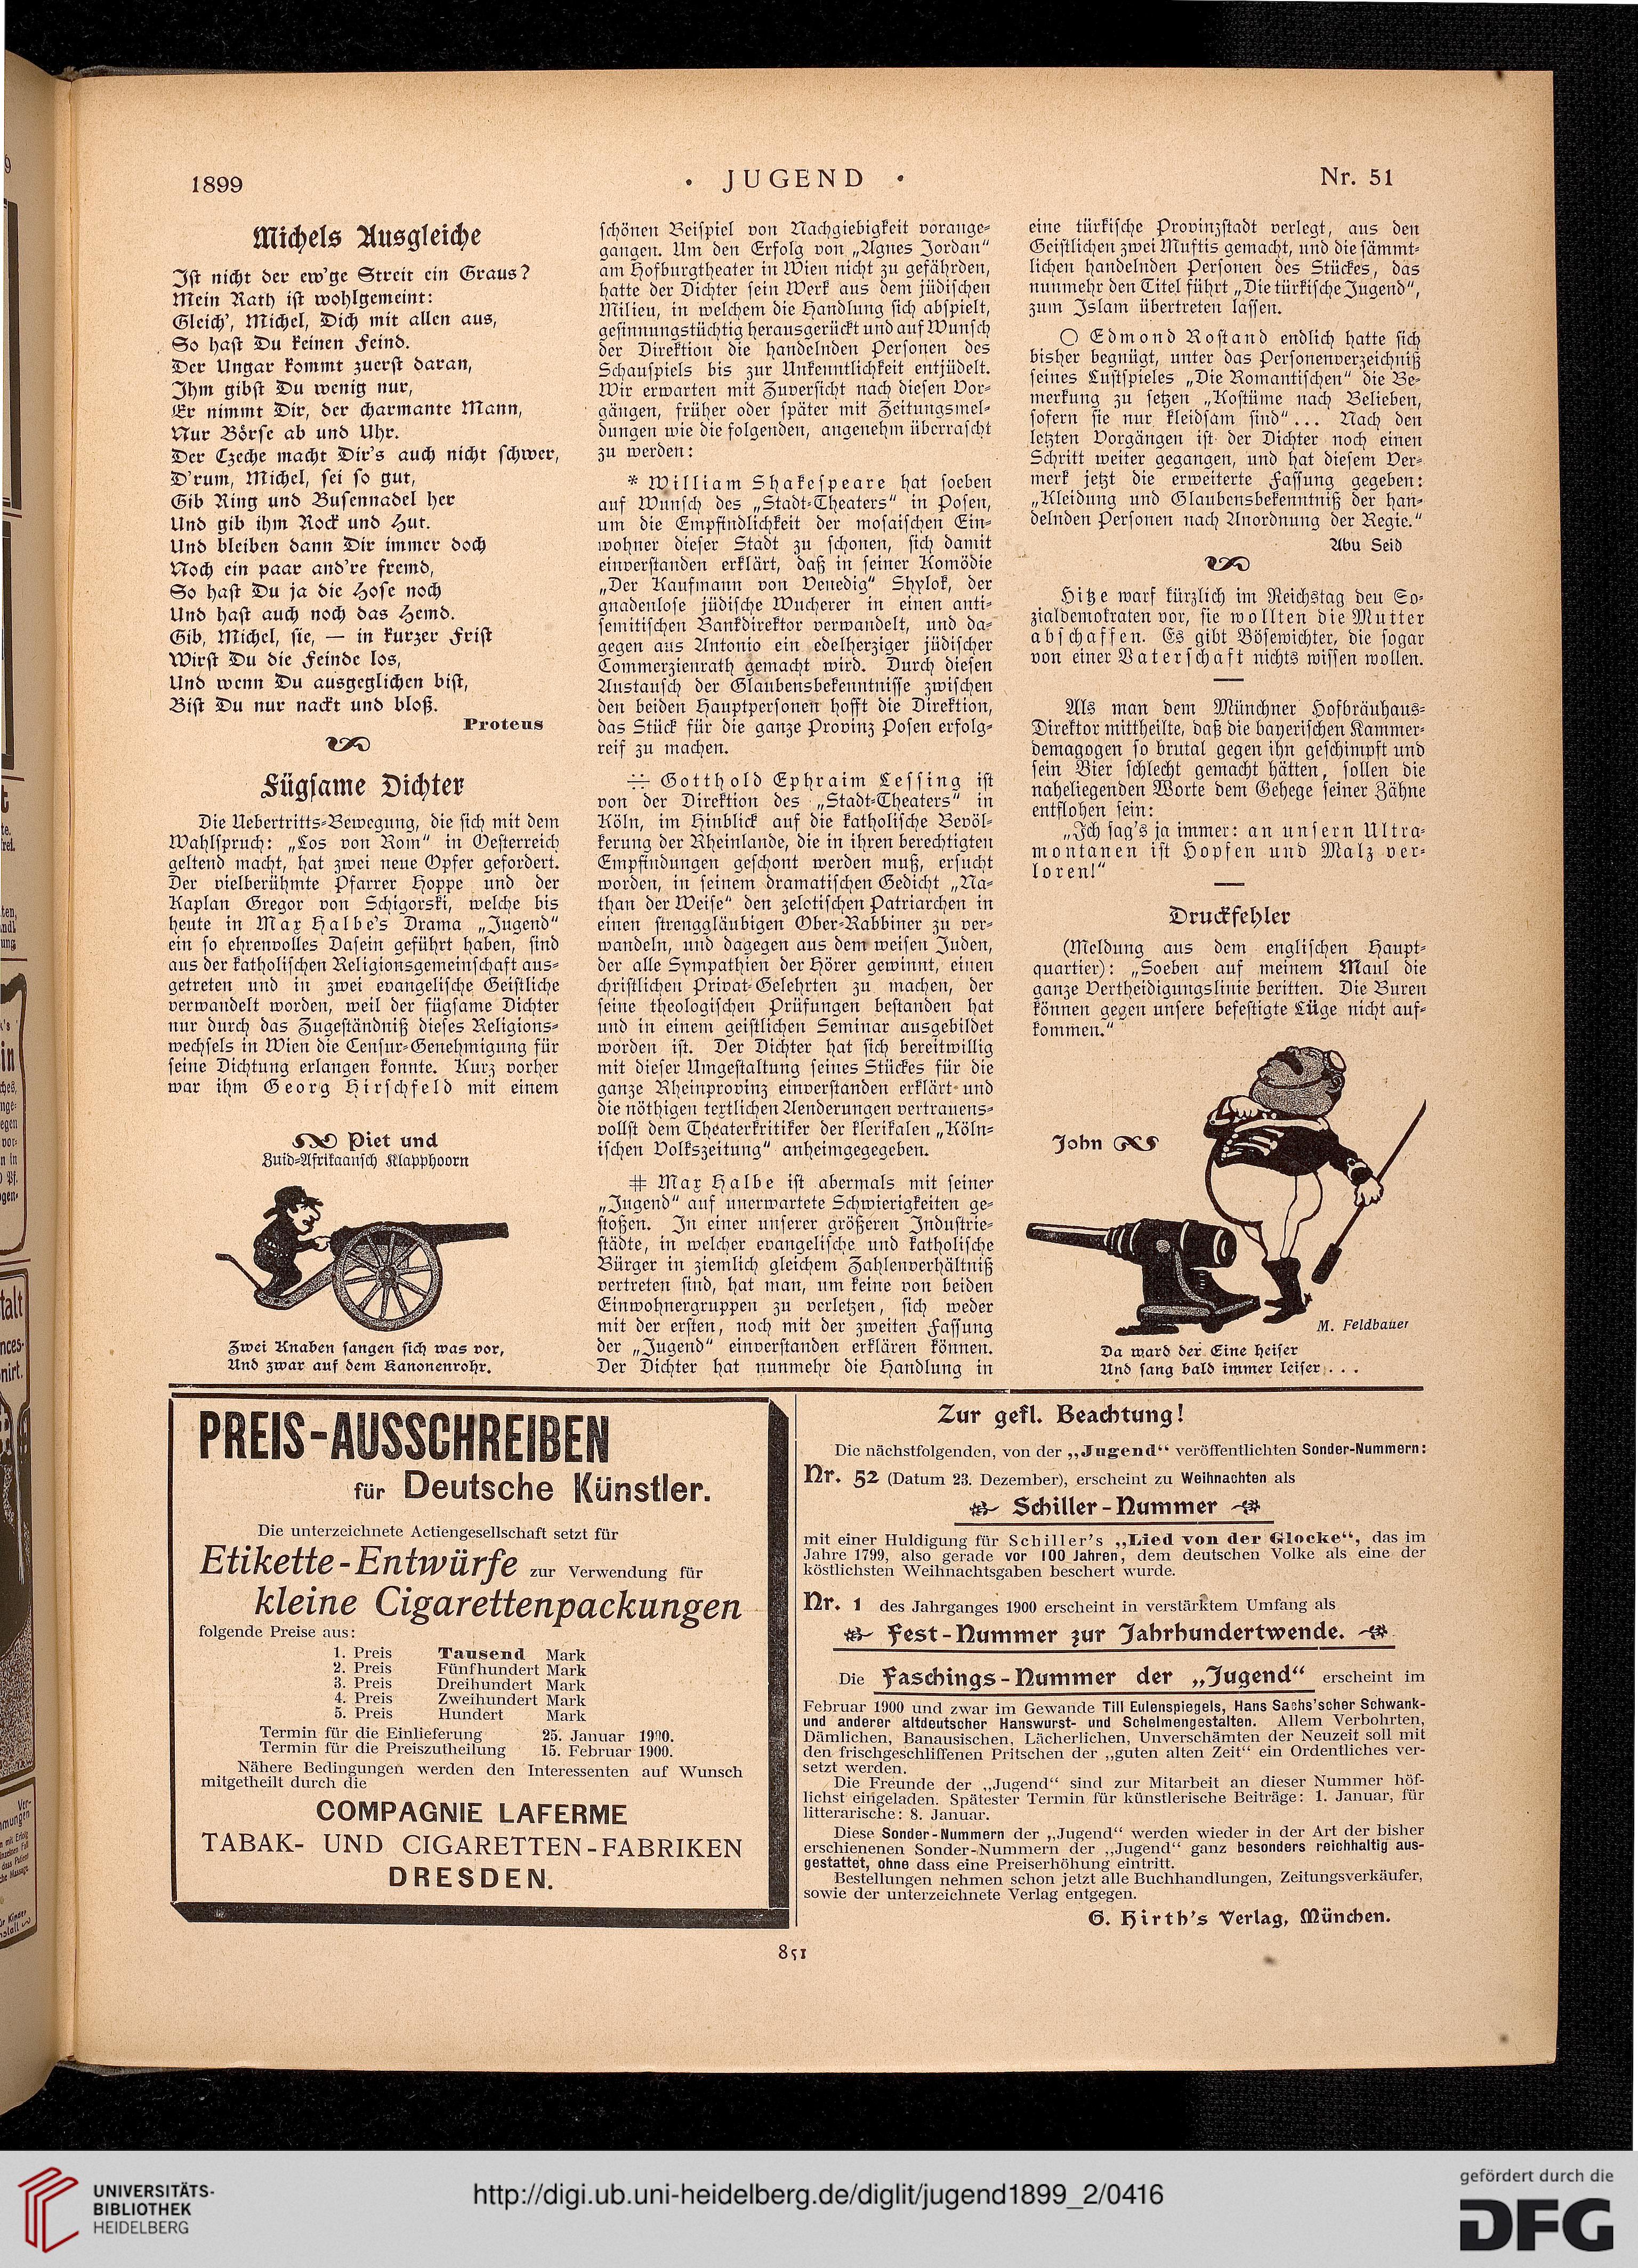 1899
· JUGEND ·
Nr. 51
Michels Ausgleiche
Ist nicht der ew'ge Streit ein Graus?
Mein Rath ist wohlgemeint:
Gleich', Michel, Dich mit allen aus,
So hast Du keinen Feind.
Der Ungar kommt zuerst daran,
Ihm gibst Du wenig nur,
Er nimmt Dir, der charmante Mann,
Nur Börse ab und Uhr.
Der Czeche macht Dir's auch nicht schwer,
D'rum, Michel, sei so gut,
Gib Ring und Busennadel her
Und gib ihm Rock und Hut.
Und bleiben dann Dir immer doch
Noch ein paar and're fremd,
So hast Du ja die Hose noch
Und hast auch noch das Hemd.
Gib, Michel, sie, — in kurzer Frist
Wirst Du die Feinde los,
Und wenn Du ausgeglichen bist,
Bist Du nur nackt und bloß.
Proteus
Fügsame Dichter
Die Uebertritts-Bewegung, die sich mit dem
Wahlspruch: „Los von Rom“ in Oesterreich
geltend macht, hat zwei neue Opfer gefordert.
Der vielberühmte Pfarrer Hoppe und der
Kaplan Gregor von Schigorski, welche bis
heute in Max Halbe's Drama „Jugend“
ein so ehrenvolles Dasein geführt haben, sind
aus der katholischen Religionsgemeinschaft aus-
getreten und in zwei evangelische Geistliche
verwandelt worden, weil der fügsame Dichter
nur durch das Zugeständniß dieses Religions-
wechsels in Wien die Censur-Genehmigung für
seine Dichtung erlangen konnte. Kurz vorher
war ihm Georg Hirschfeld mit einem
schönen Beispiel von Nachgiebigkeit vorange-
gangen. Um den Erfolg von „Agnes Jordan“
am Hofburgtheater in Wien nicht zu gefährden,
hatte der Dichter sein Werk aus dem jüdischen
Milieu, in welchem die Handlung sich abspielt,
gesinnungstüchtig herausgerückt und auf Wunsch
der Direktion die handelnden Personen des
Schauspiels bis zur Unkenntlichkeit entjüdelt.
Wir erwarten mit Zuversicht nach diesen Vor-
gängen, früher oder später mit Zeitungsmel-
dungen wie die folgenden, angenehm überrascht
zu werden:
* William Shakespeare hat soeben
auf Wunsch des „Stadt-Theaters“ in Posen,
um die Empfindlichkeit der mosaischen Ein-
wohner dieser Stadt zu schonen, sich damit
einverstanden erklärt, daß in seiner Komödie
„Der Kaufmann von Venedig“ Shylok, der
gnadenlose jüdische Wucherer in einen anti-
semitischen Bankdirektor verwandelt, und da-
gegen aus Antonio ein edelherziger jüdischer
Commerzienrath gemacht wird. Durch diesen
Austausch der Glaubensbekenntnisse zwischen
den beiden Hauptpersonen hofft die Direktion,
das Stück für die ganze Provinz Posen erfolg-
reif zu machen.
Gotthold Ephraim Lessing ist
von der Direktion des „Stadt-Theaters“ in
Köln, im Hinblick auf die katholische Bevöl-
kerung der Rheinlande, die in ihren berechtigten
Empfindungen geschont werden muß, ersucht
worden, in seinem dramatischen Gedicht „Na-
than der Weise“ den zelotischen Patriarchen in
einen strenggläubigen Ober-Rabbiner zu ver-
wandeln, und dagegen aus dem weisen Juden,
der alle Sympathien der Hörer gewinnt, einen
christlichen Privat-Gelehrten zu machen, der
seine theologischen Prüfungen bestanden hat
und in einem geistlichen Seminar ausgebildet
worden ist. Der Dichter hat sich bereitwillig
mit dieser Umgestaltung seines Stückes für die
ganze Rheinprovinz einverstanden erklärt und
die nöthigen textlichen Aenderungen vertrauens-
vollst dem Theaterkritiker der klerikalen „Köln-
ischen Volkszeitung“ anheimgegegeben.
# Max Halbe ist abermals mit seiner
„Jugend“ auf unerwartete Schwierigkeiten ge-
stoßen. In einer unserer größeren Industrie-
städte, in welcher evangelische und katholische
Bürger in ziemlich gleichem Zahlenverhältniß
vertreten sind, hat man, um keine von beiden
Einwohnergruppen zu verletzen, sich weder
mit der ersten, noch mit der zweiten Fassung
der „Jugend“ einverstanden erklären können.
Der Dichter hat nunmehr die Handlung in
eine türkische Provinzstadt verlegt, aus den
Geistlichen zwei Muftis gemacht, und die sämmt-
lichen handelnden Personen des Stückes, das
nunmehr den Titel führt „Die türkische Jugend“,
zum Islam übertreten lassen.
○ Edmond Rostand endlich hatte sich
bisher begnügt, unter das Personenverzeichniß
seines Lustspieles „Die Romantischen“ die Be-
merkung zu setzen „Kostüme nach Belieben,
sofern sie nur kleidsam sind“... Nach den
letzten Vorgängen ist der Dichter noch einen
Schritt weiter gegangen, und hat diesem Ver-
merk jetzt die erweiterte Fassung gegeben:
„Kleidung und Glaubensbekenntniß der han-
delnden Personen nach Anordnung der Regie.“
Abu Seid
Hitze warf kürzlich im Reichstag den So-
zialdemokraten vor, sie wollten die Mutter
abschaffen. Es gibt Bösewichter, die sogar
von einer Vaterschaft nichts wissen wollen.
Als man dem Münchner Hofbräuhaus-
Direktor mittheilte, daß die bayerischen Kammer-
demagogen so brutal gegen ihn geschimpft und
sein Bier schlecht gemacht hätten, sollen die
naheliegenden Worte dem Gehege seiner Zähne
entflohen sein:
„Ich sag's ja immer: an unsern Ultra-
montanen ist Hopfen und Malz ver-
loren!“
Druckfehler
(Meldung aus dem englischen Haupt-
quartier): „Soeben auf meinem Maul die
ganze Vertheidigungslinie beritten. Die Buren
können gegen unsere befestigte Lüge nicht auf-
kommen.“
Piet und
Zuid-Afrikaansch Klapphoorn
John
Zwei Knaben sangen sich was vor,
Und zwar auf dem Kanonenrohr.
M. Feldbauer
Da ward der Eine heiser
Und sang bald immer leiser . . .
PREIS-AUSSCHREIBEN
für Deutsche Künstler.
Die unterzeichnete Actiengesellschaft setzt für
Etikette-Entwürfe zur Verwendung für
kleine Cigarettenpackungen
folgende Preise aus:
1. Preis Tausend Mark
2. Preis Fünfhundert Mark
3. Preis Dreihundert Mark
4. Preis Zweihundert Mark
5. Preis Hundert Mark
Termin für die Einlieferung 25. Januar 1900.
Termin für die Preiszutheilung 15. Februar 1900.
Nähere Bedingungen werden den Interessenten auf Wunsch
mitgetheilt durch die
COMPAGNIE LAFERME
TABAK- UND CIGARETTEN-FABRIKEN
DRESDEN.
Zur gefl. Beachtung!
Die nächstfolgenden, von der „Jugend“ veröffentlichten Sonder-Nummern:
Nr. 52 (Datum 23. Dezember), erscheint zu Weihnachten als
Schiller-Nummer
mit einer Huldigung für Schiller's „Lied von der Glocke“, das im
Jahre 1799, also gerade vor 100 Jahren, dem deutschen Volke als eine der
köstlichsten Weihnachtsgaben beschert wurde.
Nr. 1 des Jahrganges 1900 erscheint in verstärktem Umfang als
Fest-Nummer zur Jahrhundertwende.
Die Faschings-Nummer der „Jugend“ erscheint im
Februar 1900 und zwar im Gewande Till Eulenspiegels, Hans Sachs'scher Schwank-
und anderer altdeutscher Hanswurst- und Schelmengestalten. Allem Verbohrten,
Dämlichen, Banausischen, Lächerlichen, Unverschämten der Neuzeit soll mit
den frischgeschliffenen Pritschen der „guten alten Zeit“ ein Ordentliches ver-
setzt werden.
Die Freunde der „Jugend“ sind zur Mitarbeit an dieser Nummer höf-
lichst eingeladen. Spätester Termin für künstlerische Beiträge: 1. Januar, für
litterarische: 8. Januar.
Diese Sonder-Nummern der „Jugend“ werden wieder in der Art der bisher
erschienenen Sonder-Nummern der „Jugend“ ganz besonders reichhaltig aus-
gestattet, ohne dass eine Preiserhöhung eintritt.
Bestellungen nehmen schon jetzt alle Buchhandlungen, Zeitungsverkäufer,
sowie der unterzeichnete Verlag entgegen.
G. Hirth's Verlag, München.
851
UNIVERSITÄTS-
BIBLIOTHEK
HEIDELBERG
http://digi.ub.uni-heidelberg.de/diglit/jugend1899_2/0416
gefördert durch die
DFG